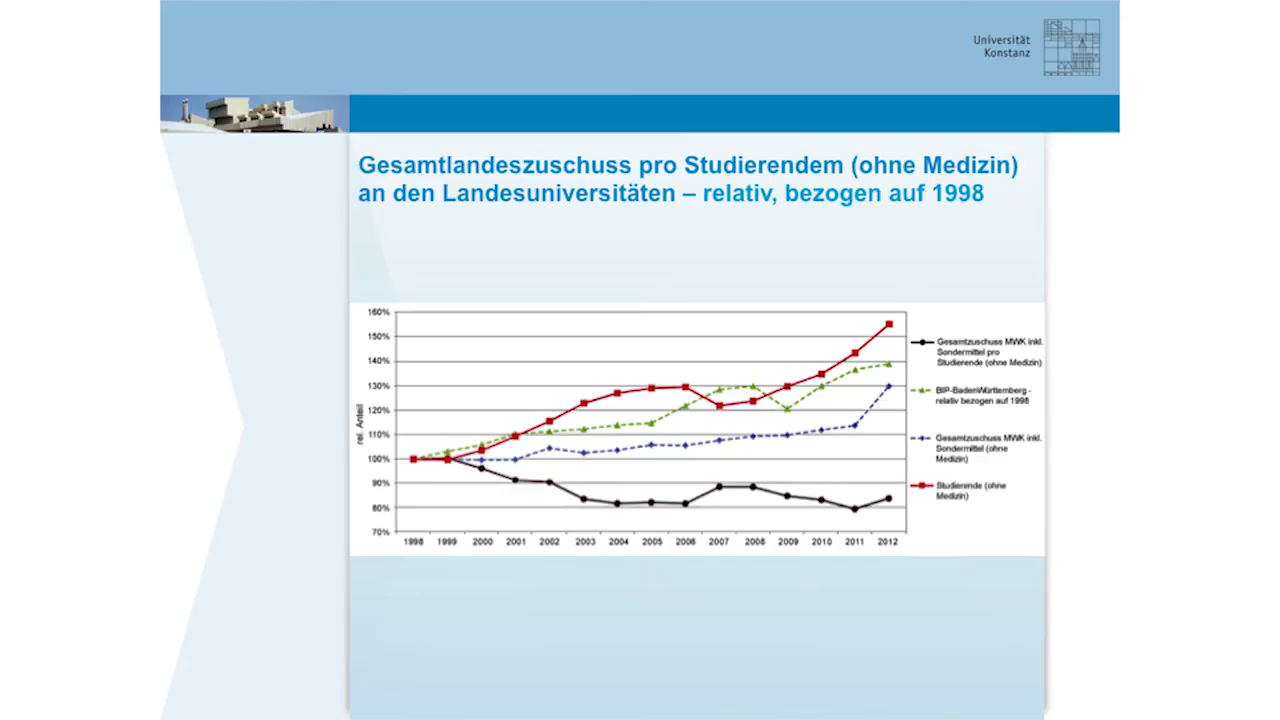 Universität
Konstanz
Gesamtlandeszuschuss pro Studierendem (ohne Medizin)
an den Landesuniversitäten – relativ, bezogen auf 1998
160%
150%
140%
130%
120%
110%
100%
90%
80%
70%
rel. Anteil
1998 1999 2000 2001 2002 2003 2004 2005 2006 2007 2008 2009 2010 2011 2012
Gesamtzuschuss MWK inkl.
Sondermittel pro
Studierende (ohne Medizin)
BIP-BadenWürttemberg -
relativ bezogen auf 1998
Gesamtzuschuss MWK inkl.
Sondermittel (ohne
Medizin)
Studierende (ohne
Medizin)